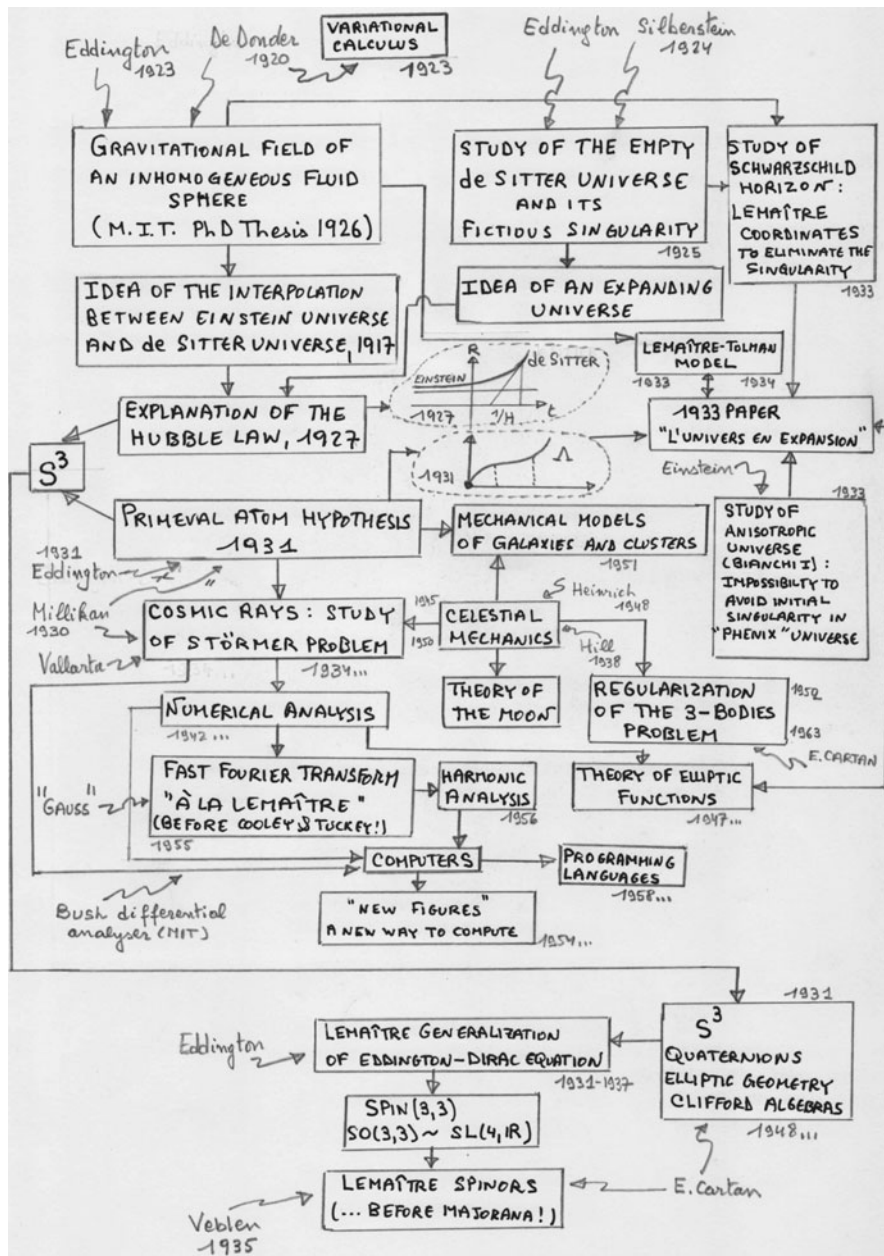 Eddington
1923
De Donder
1920
VARIATIONAL
CALCULUS
1923
Eddington
Silberstein
1924
GRAVITATIONAL FIELD OF
AN INHOMOGENEOUS FLUID
SPHERE
(M.I.T. PhD Thesis 1926)
STUDY OF THE EMPTY
de SITTER UNIVERSE
AND ITS
FICTIOUS SINGULARITY
1925
STUDY OF
SCHWARZSCHILD
HORIZON:
LEMAÎTRE
COORDINATES
TO ELIMINATE THE
SINGULARITY
1933
IDEA OF THE INTERPOLATION
BETWEEN EINSTEIN UNIVERSE
AND de SITTER UNIVERSE, 1917
IDEA OF AN EXPANDING
UNIVERSE
R
de SITTER
EINSTEIN
1927
1/H
t
LEMAÎTRE-TOLMAN
1933 MODEL 1934
EXPLANATION OF THE
HUBBLE LAW, 1927
1933 PAPER
"L'UNIVERS EN EXPANSION"
S³
1931
Λ
Einstein
1933
PRIMEVAL ATOM HYPOTHESIS
1931
MECHANICAL MODELS
OF GALAXIES AND CLUSTERS
1951
STUDY OF
ANISOTROPIC
UNIVERSE
(BIANCHI I):
IMPOSSIBILTY TO
AVOID INITIAL
SINGULARITY IN
"PHENIX" UNIVERSE
1931
Eddington
"
Millikan
1930
Vallarta
COSMIC RAYS: STUDY
OF STÖRMER PROBLEM
1934...
1945
1950
CELESTIAL
MECHANICS
Heinrich
1948
Hill
1938
THEORY OF
THE MOON
REGULARIZATION
OF THE 3-BODIES
PROBLEM
1952
1963
E. CARTAN
NUMERICAL ANALYSIS
1942...
"GAUSS"
FAST FOURIER TRANSFORM
"À LA LEMAÎTRE"
(BEFORE COOLEY & TUCKEY!)
1955
HARMONIC
ANALYSIS
1956
THEORY OF ELLIPTIC
FUNCTIONS
1947...
COMPUTERS
PROGRAMMING
LANGUAGES
1958...
Bush differential
analyser (MIT)
"NEW FIGURES"
A NEW WAY TO COMPUTE
1954...
1931
S³
QUATERNIONS
ELLIPTIC GEOMETRY
CLIFFORD ALGEBRAS
1948...
Eddington
LEMAÎTRE GENERALIZATION
OF EDDINGTON-DIRAC EQUATION
1931-1937
SPIN(3,3)
SO(3,3) ~ SL(4,IR)
LEMAÎTRE SPINORS
(... BEFORE MAJORANA!)
E. Cartan
Veblen
1935